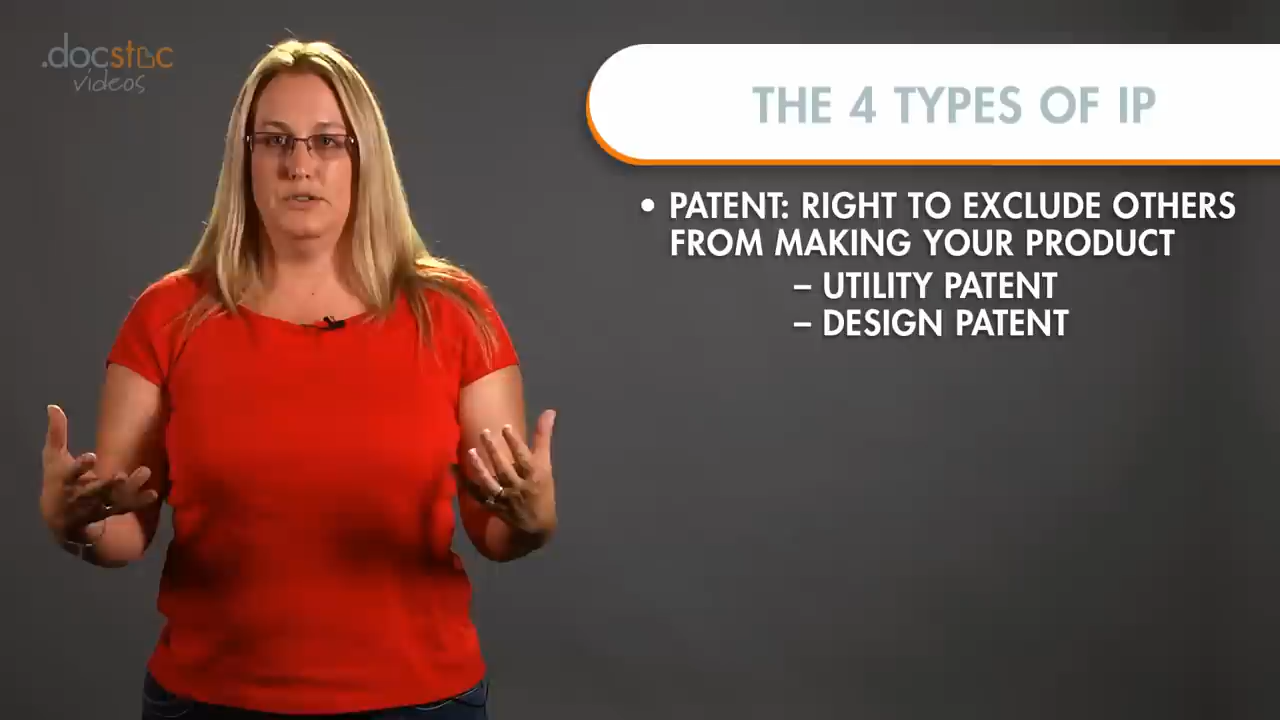 .docstoc
videos
THE 4 TYPES OF IP
• PATENT: RIGHT TO EXCLUDE OTHERS
FROM MAKING YOUR PRODUCT
– UTILITY PATENT
– DESIGN PATENT